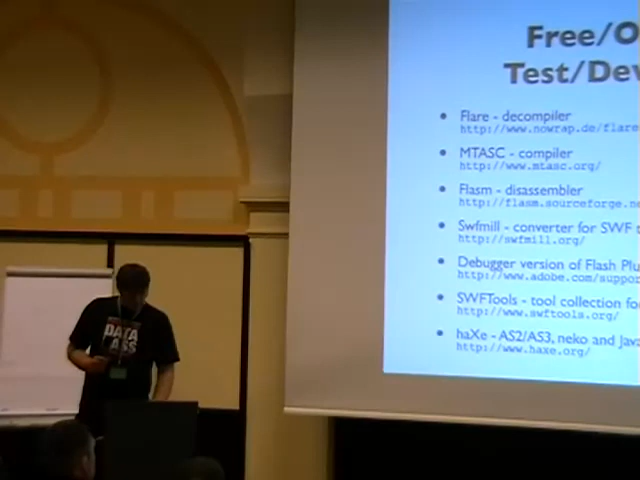 Free/O
Test/Dev
Flare - decompiler
http://www.nowrap.de/flare
MTASC - compiler
http://www.mtasc.org/
Flasm - disassembler
http://flasm.sourceforge.ne
Swfmill - converter for SWF t
http://swfmill.org/
Debugger version of Flash Plu
http://www.adobe.com/suppor
SWFTools - tool collection for
http://www.swftools.org/
haXe - AS2/AS3, neko and Java
http://www.haxe.org/
DATA
ASS